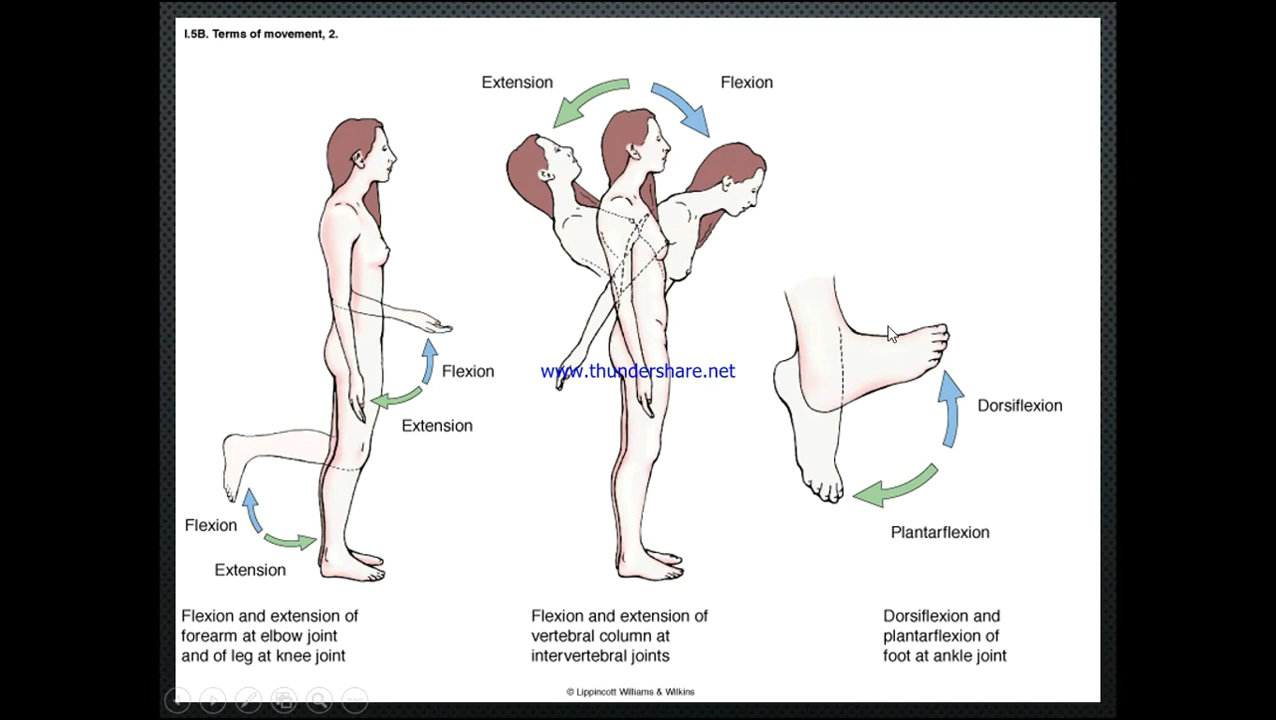 I.5B. Terms of movement, 2.
Extension
Flexion
www.thundershare.net
Flexion
Extension
Flexion
Extension
Dorsiflexion
Plantarflexion
Flexion and extension of
forearm at elbow joint
and of leg at knee joint
Flexion and extension of
vertebral column at
intervertebral joints
Dorsiflexion and
plantarflexion of
foot at ankle joint
© Lippincott Williams & Wilkins